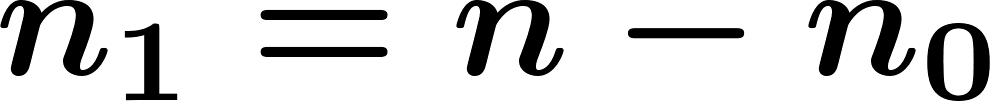 n₁ = n − n₀